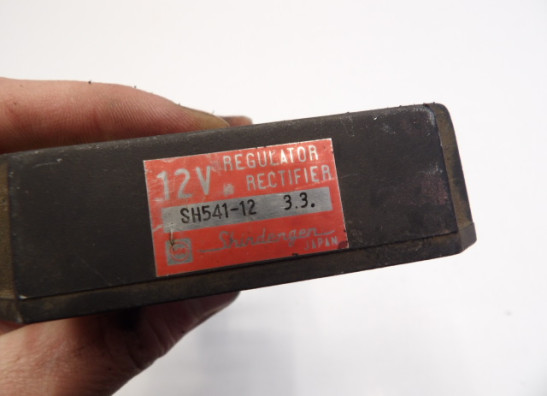 12V. REGULATOR
RECTIFIER
SH541-12 3.3.
Shindengen
JAPAN